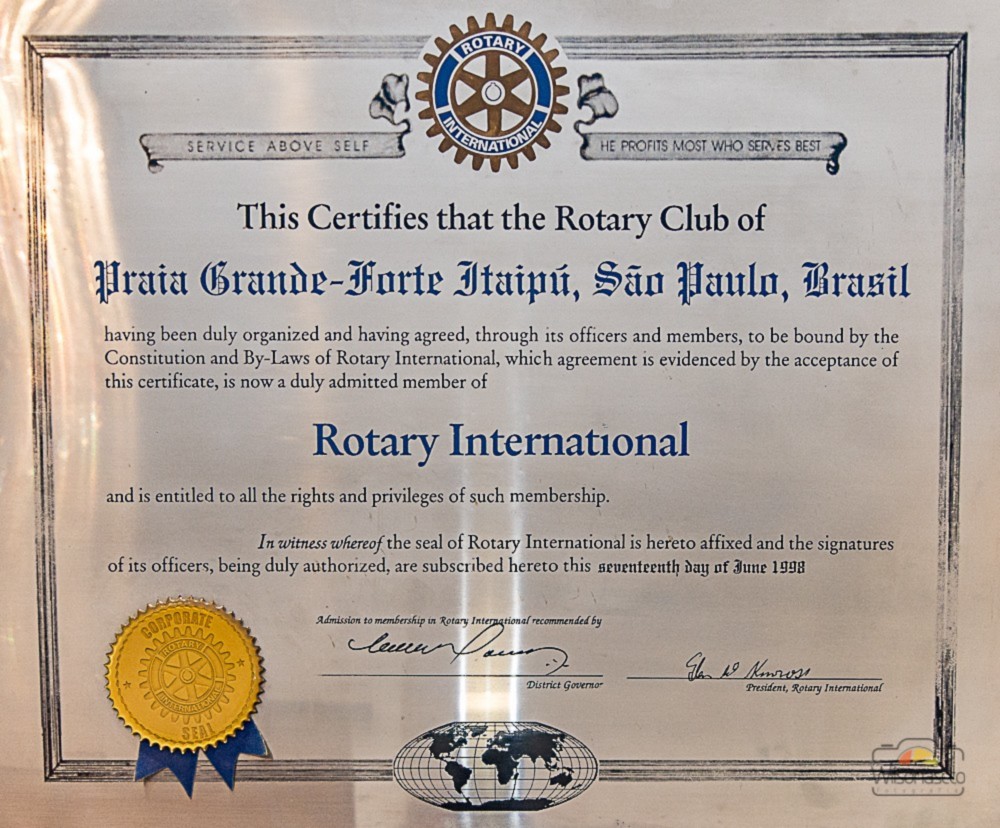 ROTARY
INTERNATIONAL
SERVICE ABOVE SELF
HE PROFITS MOST WHO SERVES BEST
This Certifies that the Rotary Club of
Praia Grande-Forte Itaipú, São Paulo, Brasil
having been duly organized and having agreed, through its officers and members, to be bound by the
Constitution and By-Laws of Rotary International, which agreement is evidenced by the acceptance of
this certificate, is now a duly admitted member of
Rotary International
and is entitled to all the rights and privileges of such membership.
In witness whereof the seal of Rotary International is hereto affixed and the signatures
of its officers, being duly authorized, are subscribed hereto this seventeenth day of June 1998
Admission to membership in Rotary International recommended by
District Governor
President, Rotary International
CORPORATE
ROTARY
INTERNATIONAL
SEAL